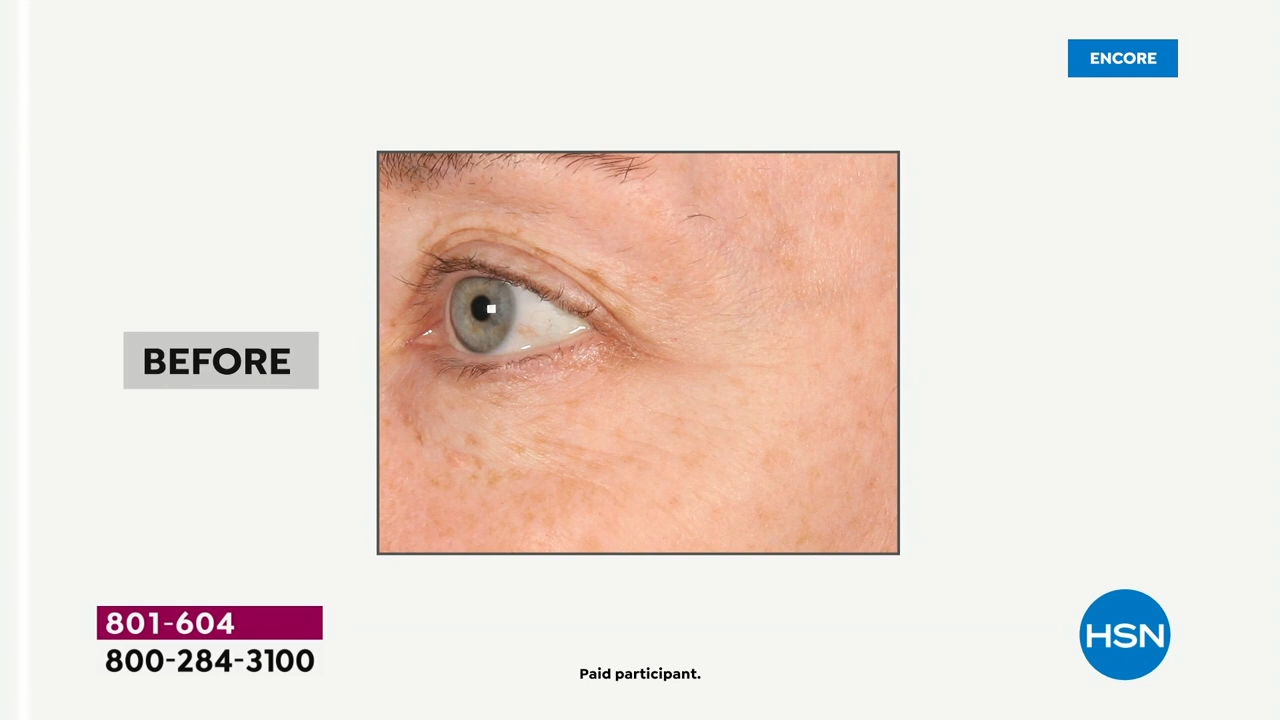 ENCORE
BEFORE
801-604
800-284-3100
Paid participant.
HSN